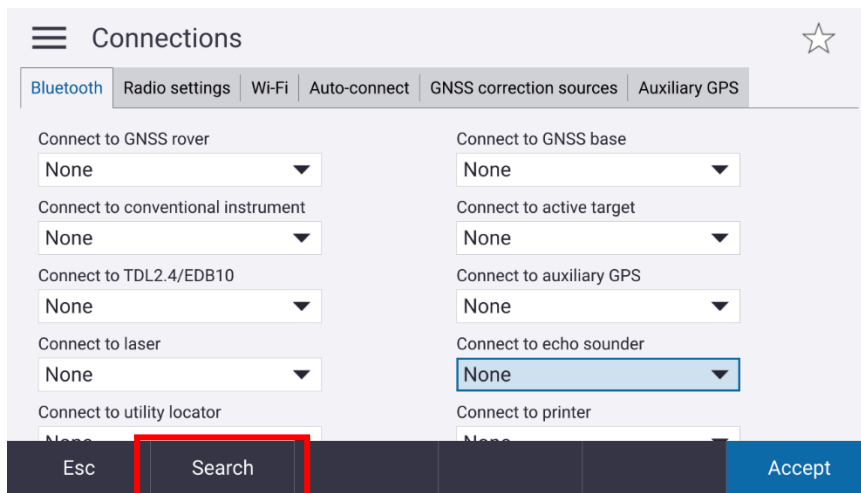 Connections
Bluetooth Radio settings Wi-Fi Auto-connect GNSS correction sources Auxiliary GPS
Connect to GNSS rover Connect to GNSS base
None None
Connect to conventional instrument Connect to active target
None None
Connect to TDL2.4/EDB10 Connect to auxiliary GPS
None None
Connect to laser Connect to echo sounder
None None
Connect to utility locator Connect to printer
None None
Esc Search Accept